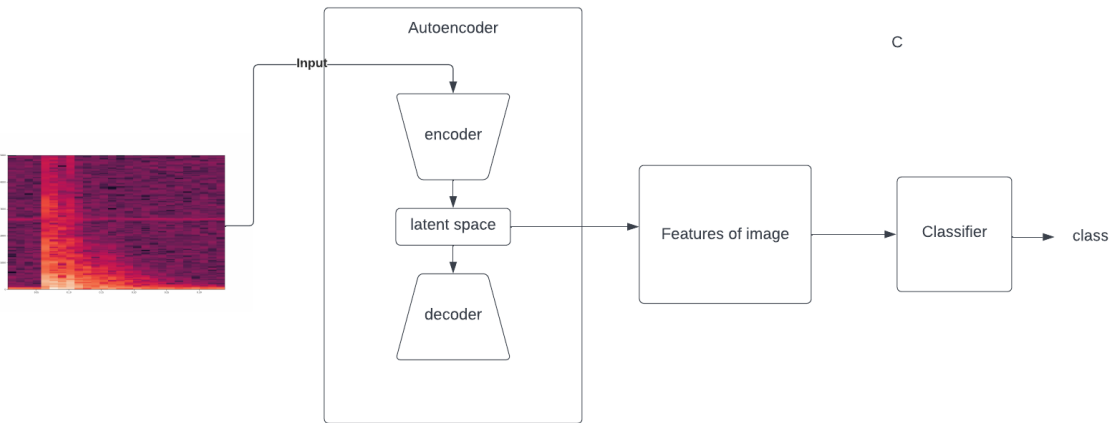 Autoencoder
C
Input
encoder
latent space
Features of image
Classifier
class
decoder